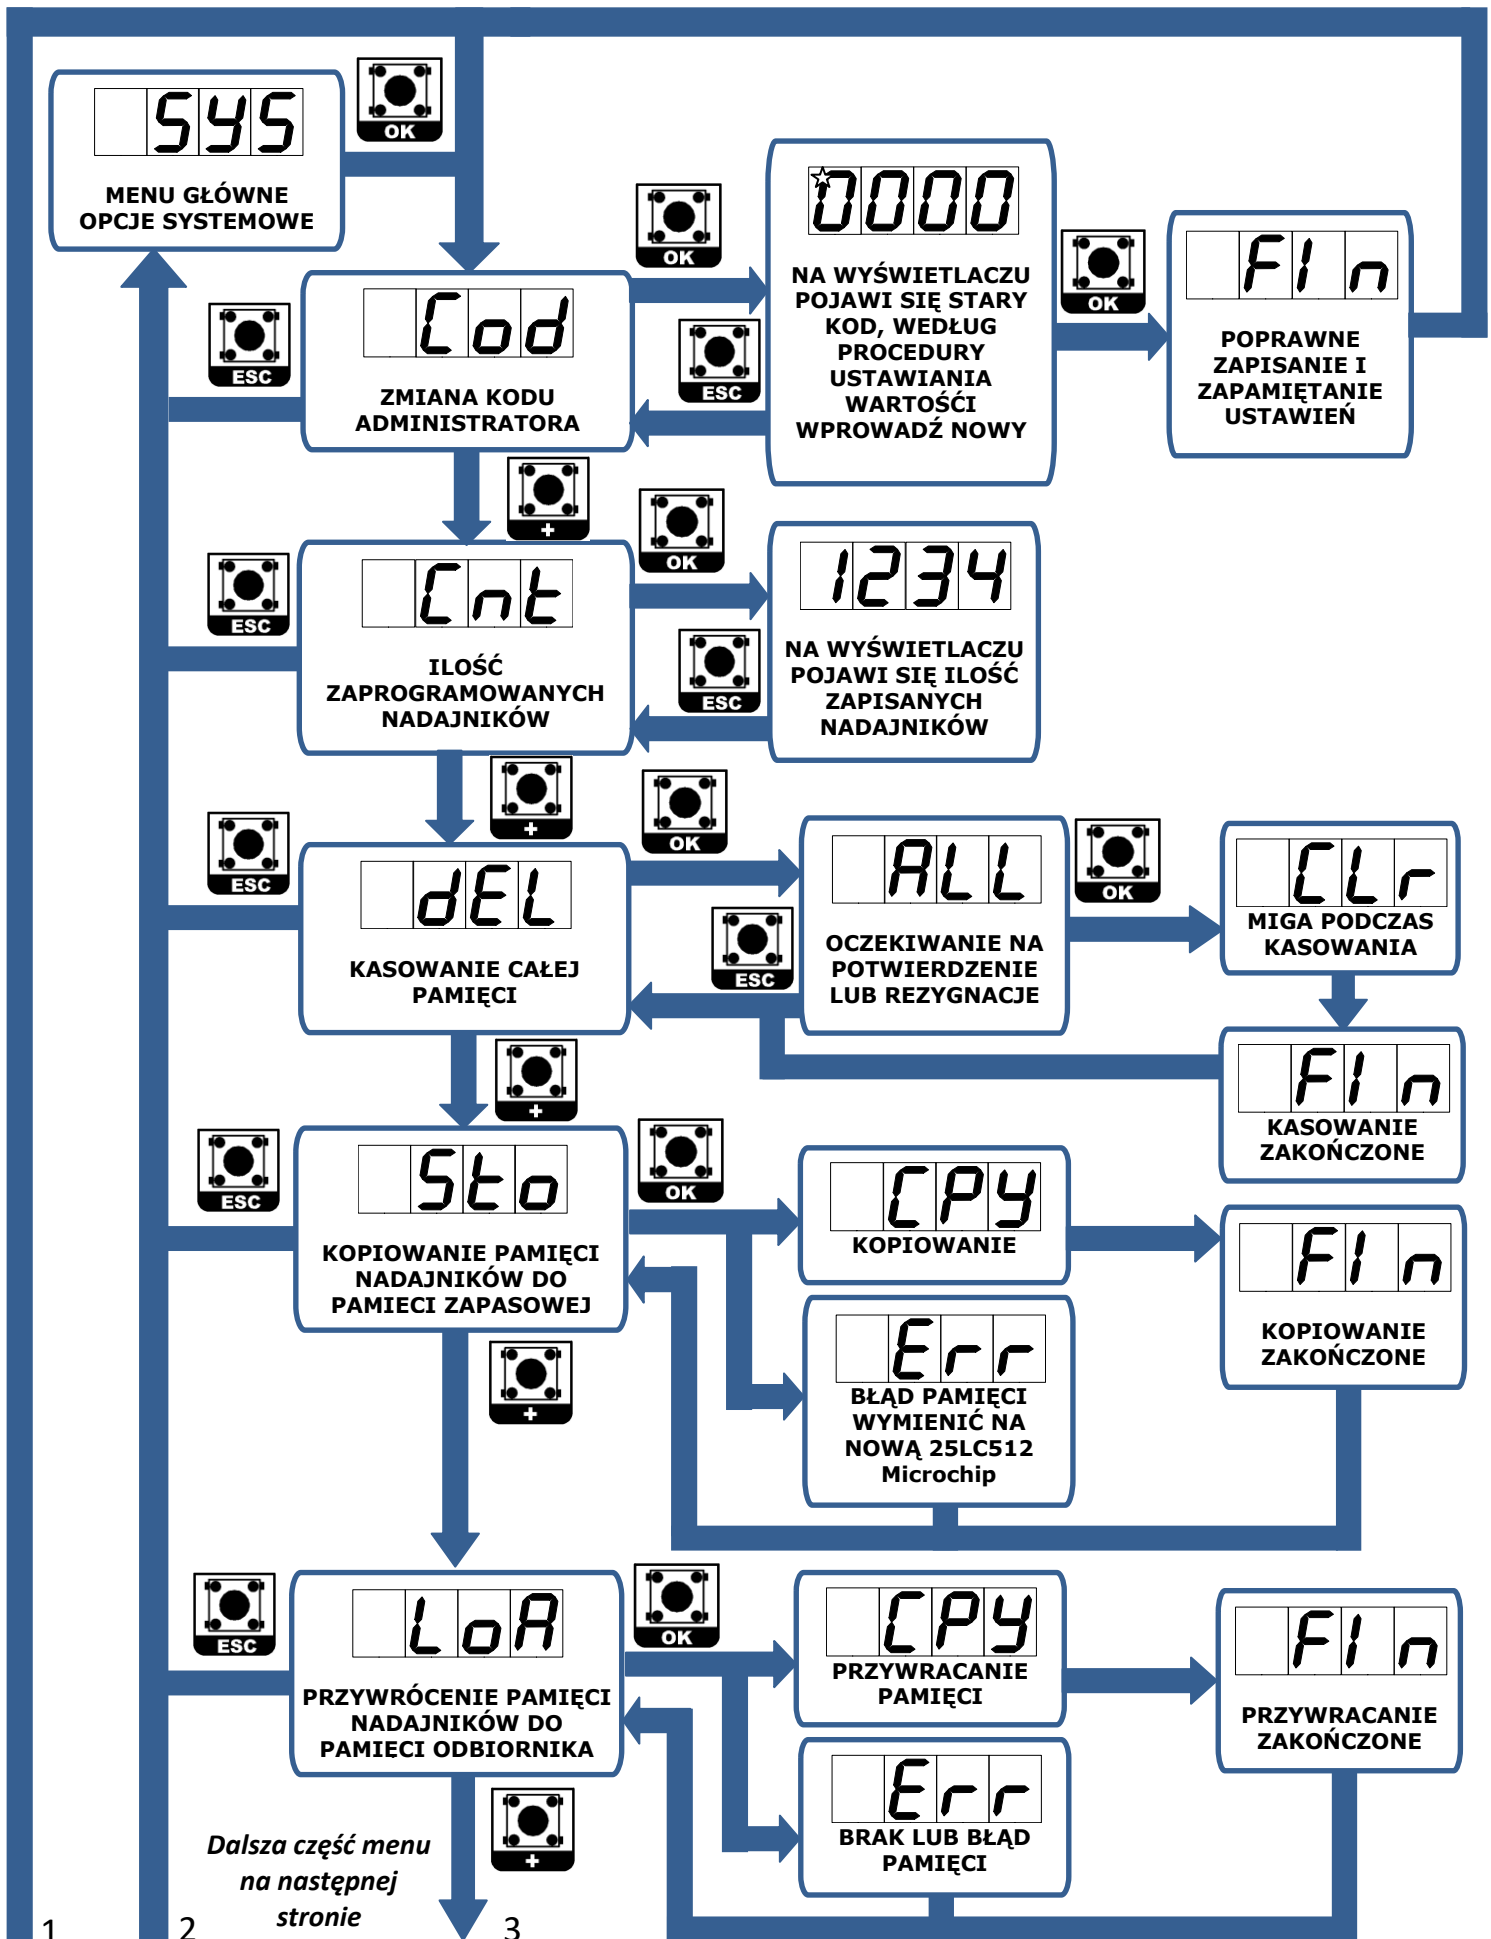 SYS
OK
MENU GŁÓWNE
OPCJE SYSTEMOWE
Cod
ZMIANA KODU
ADMINISTRATORA
ESC
OK
ESC
0000
NA WYŚWIETLACZU
POJAWI SIĘ STARY
KOD, WEDŁUG
PROCEDURY
USTAWIANIA
WARTOŚĆI
WPROWADŹ NOWY
OK
FIn
POPRAWNE
ZAPISANIE I
ZAPAMIĘTANIE
USTAWIEŃ
+
Cnt
ILOŚĆ
ZAPROGRAMOWANYCH
NADAJNIKÓW
ESC
OK
ESC
1234
NA WYŚWIETLACZU
POJAWI SIĘ ILOŚĆ
ZAPISANYCH
NADAJNIKÓW
+
dEL
KASOWANIE CAŁEJ
PAMIĘCI
ESC
OK
ESC
ALL
OCZEKIWANIE NA
POTWIERDZENIE
LUB REZYGNACJE
OK
CLr
MIGA PODCZAS
KASOWANIA
FIn
KASOWANIE
ZAKOŃCZONE
+
Sto
KOPIOWANIE PAMIĘCI
NADAJNIKÓW DO
PAMIECI ZAPASOWEJ
ESC
OK
CPY
KOPIOWANIE
FIn
KOPIOWANIE
ZAKOŃCZONE
Err
BŁĄD PAMIĘCI
WYMIENIĆ NA
NOWĄ 25LC512
Microchip
+
LoA
PRZYWRÓCENIE PAMIĘCI
NADAJNIKÓW DO
PAMIECI ODBIORNIKA
ESC
OK
CPY
PRZYWRACANIE
PAMIĘCI
FIn
PRZYWRACANIE
ZAKOŃCZONE
Err
BRAK LUB BŁĄD
PAMIĘCI
+
Dalsza część menu
na następnej
stronie
1
2
3